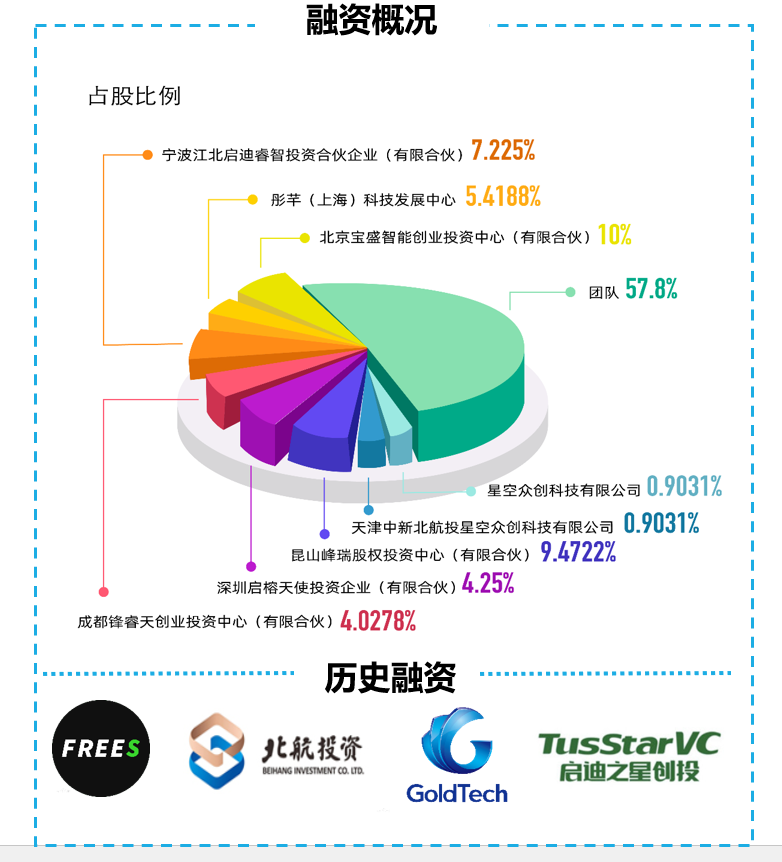 融资概况
占股比例
宁波江北启迪睿智投资合伙企业（有限合伙）7.225%
彤芊（上海）科技发展中心 5.4188%
北京宝盛智能创业投资中心（有限合伙）10%
团队 57.8%
星空众创科技有限公司 0.9031%
天津中新北航投星空众创科技有限公司 0.9031%
昆山峰瑞股权投资中心（有限合伙）9.4722%
深圳启榕天使投资企业（有限合伙）4.25%
成都锋睿天创业投资中心（有限合伙）4.0278%
历史融资
FREES
北航投资
BEIHANG INVESTMENT CO. LTD.
GoldTech
TusStarVC
启迪之星创投